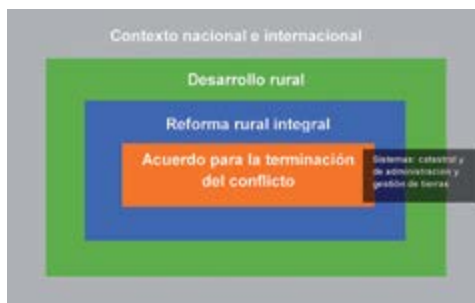 Contexto nacional e internacional
Desarrollo rural
Reforma rural integral
Acuerdo para la terminación
del conflicto
Sistemas: catastral y
de administración y
gestión de tierras